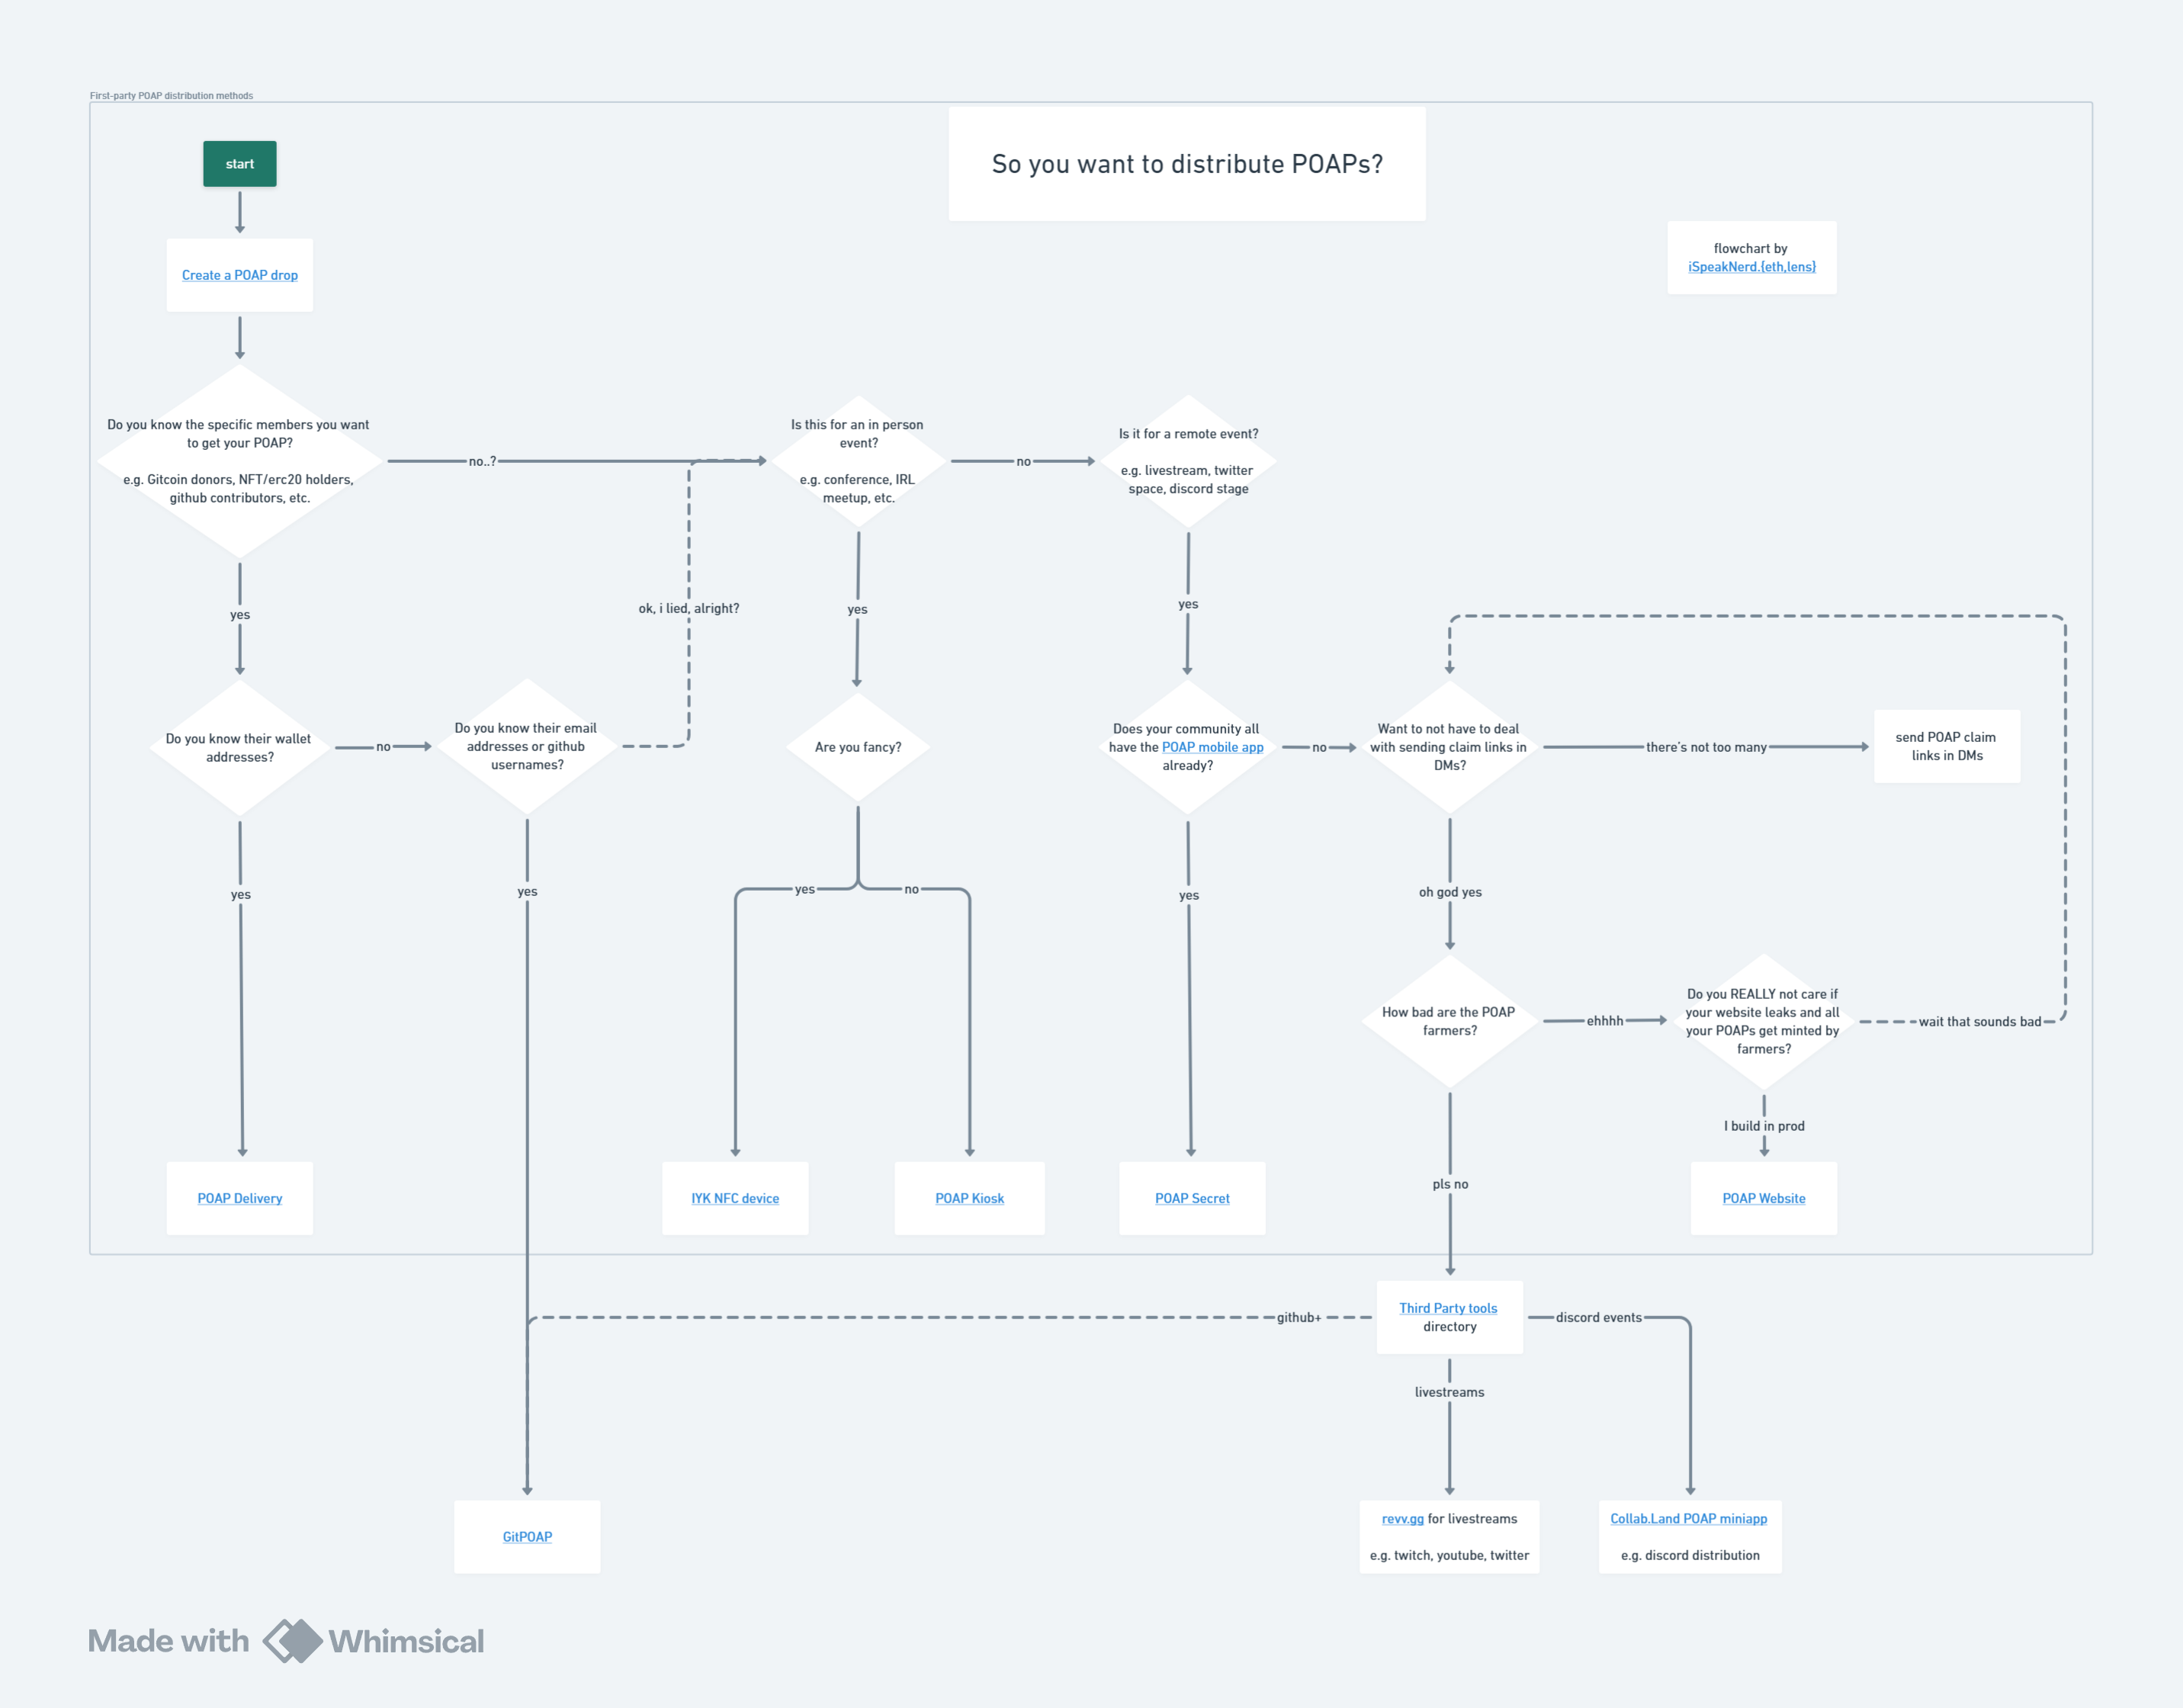 First-party POAP distribution methods
So you want to distribute POAPs?
start
flowchart by
iSpeakNerd.{eth,lens}
Create a POAP drop
Do you know the specific members you want
to get your POAP?
e.g. Gitcoin donors, NFT/erc20 holders,
github contributors, etc.
no..?
Is this for an in person
event?
e.g. conference, IRL
meetup, etc.
no
Is it for a remote event?
e.g. livestream, twitter
space, discord stage
yes
ok, i lied, alright?
yes
yes
Do you know their wallet
addresses?
no
Do you know their email
addresses or github
usernames?
Are you fancy?
Does your community all
have the POAP mobile app
already?
no
Want to not have to deal
with sending claim links in
DMs?
there's not too many
send POAP claim
links in DMs
yes
yes
yes
no
yes
oh god yes
How bad are the POAP
farmers?
ehhhh
Do you REALLY not care if
your website leaks and all
your POAPs get minted by
farmers?
wait that sounds bad
I build in prod
pls no
POAP Delivery
IYK NFC device
POAP Kiosk
POAP Secret
POAP Website
github+
Third Party tools
directory
discord events
livestreams
GitPOAP
revv.gg for livestreams
e.g. twitch, youtube, twitter
Collab.Land POAP miniapp
e.g. discord distribution
Made with Whimsical